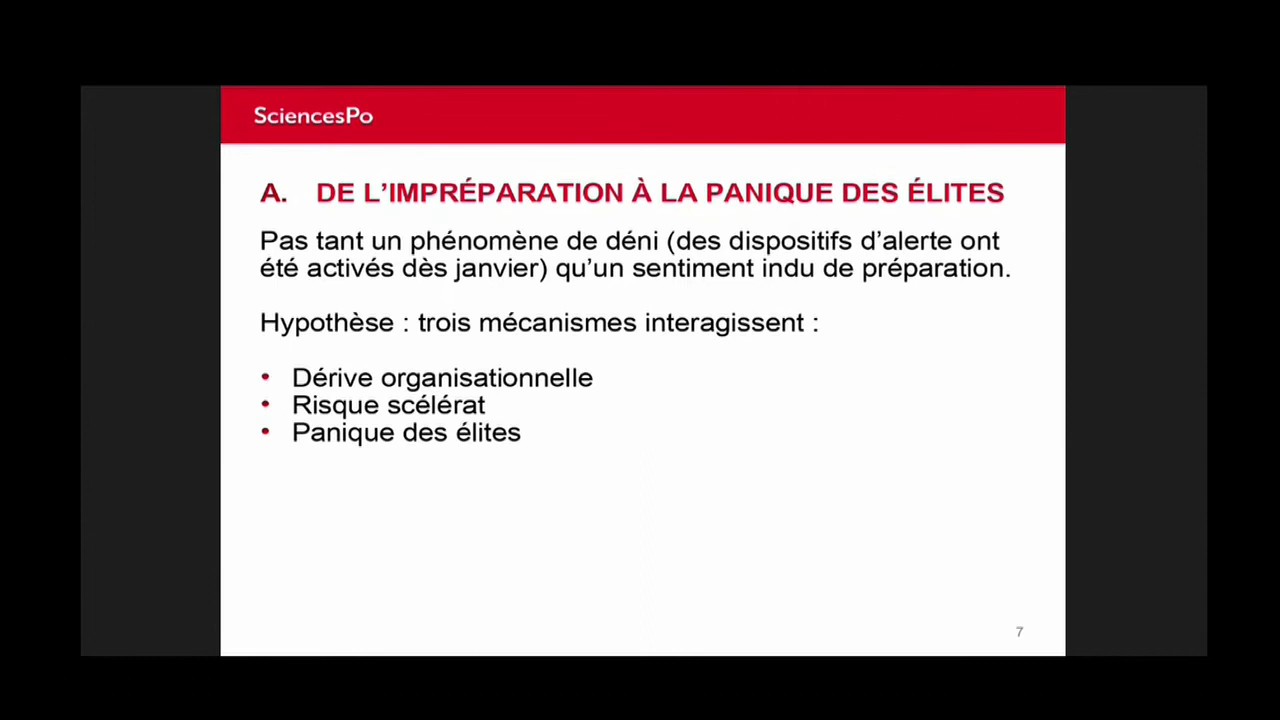 SciencesPo
A. DE L’IMPRÉPARATION À LA PANIQUE DES ÉLITES
Pas tant un phénomène de déni (des dispositifs d’alerte ont
été activés dès janvier) qu’un sentiment indu de préparation.
Hypothèse : trois mécanismes interagissent :
• Dérive organisationnelle
• Risque scélérat
• Panique des élites
7